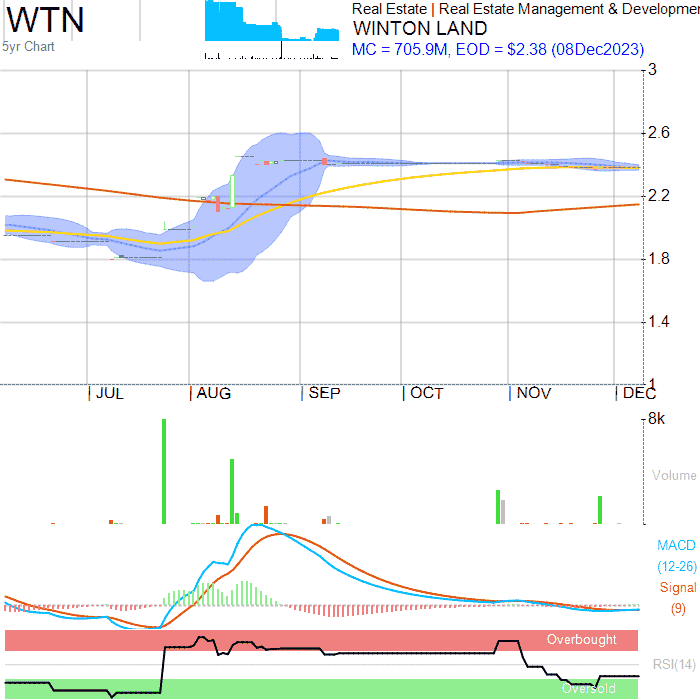 WTN
5yr Chart
Real Estate | Real Estate Management & Developmer
WINTON LAND
MC = 705.9M, EOD = $2.38 (08Dec2023)
3
2.6
2.2
1.8
1.4
1
JUL AUG SEP OCT NOV DEC
8k
Volume
MACD
(12-26)
Signal
(9)
Overbought
RSI(14)
Oversold